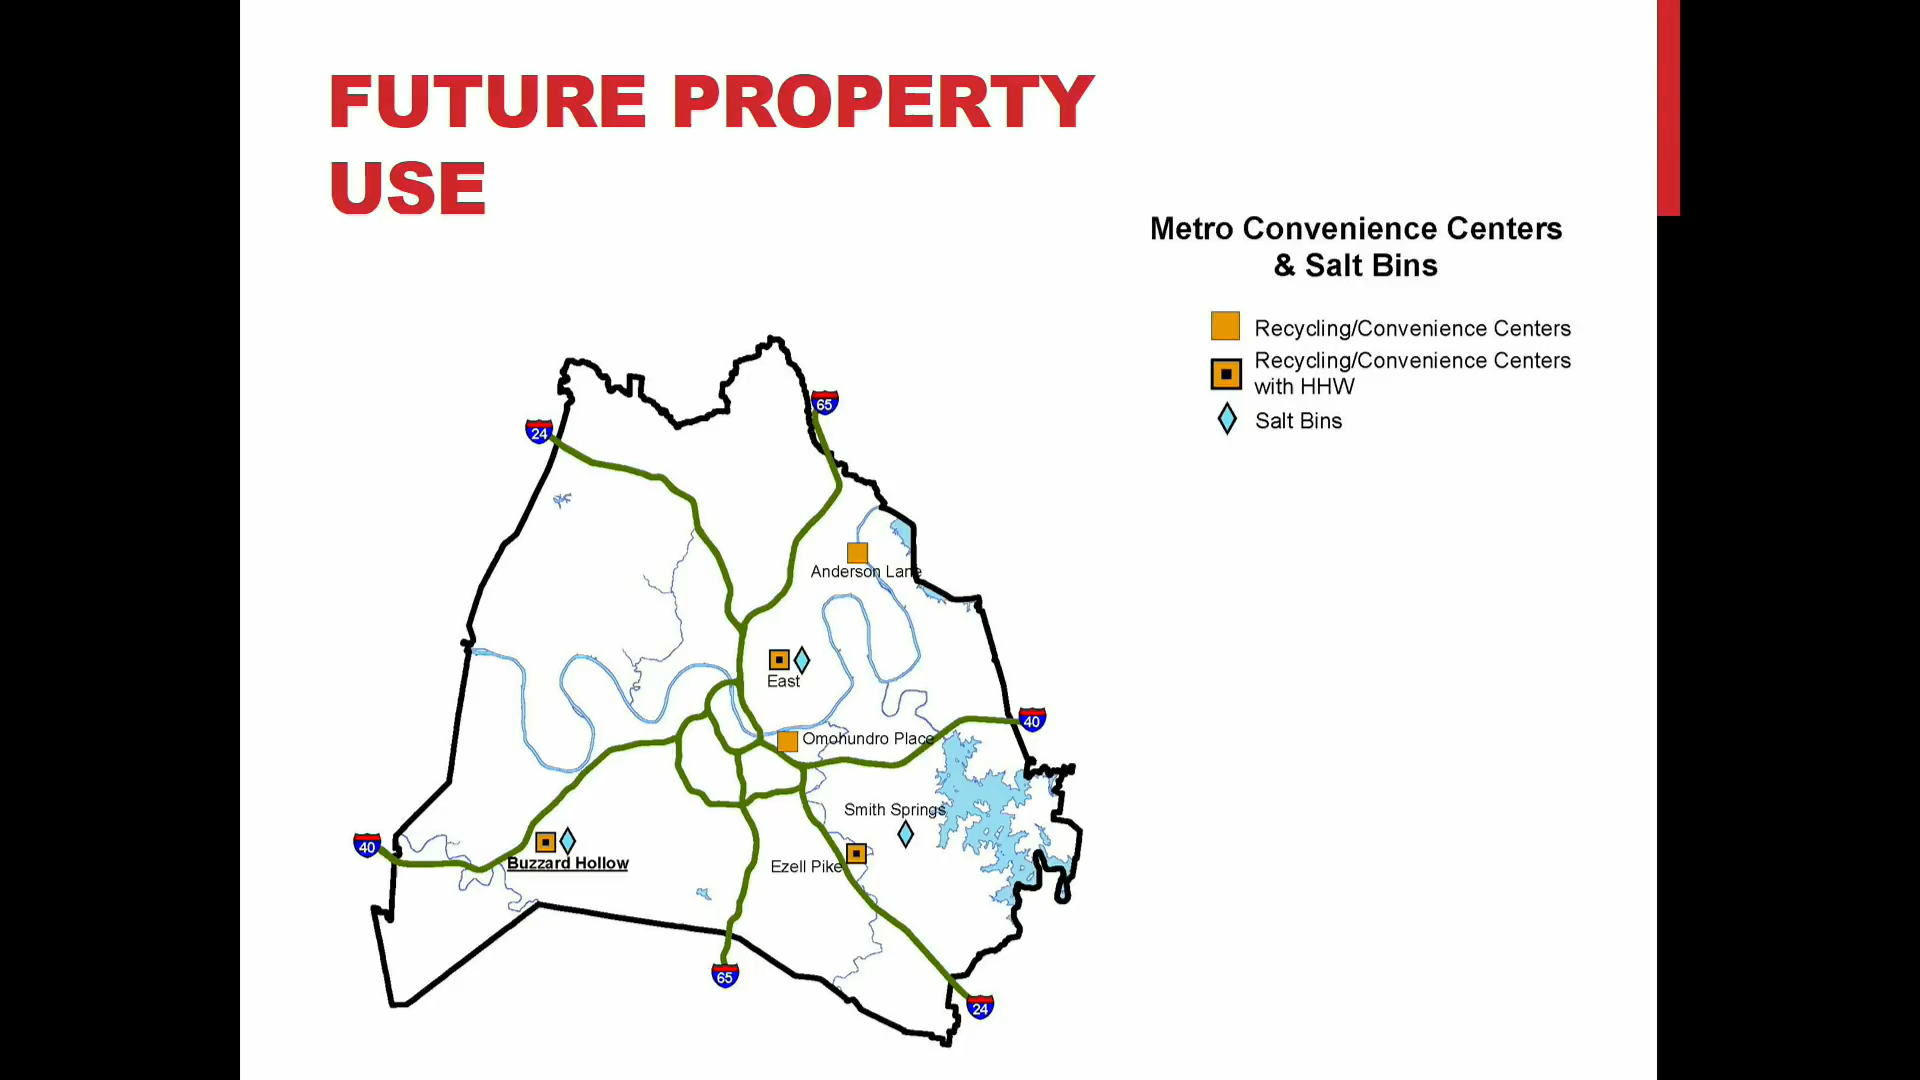 FUTURE PROPERTY
USE
Metro Convenience Centers
& Salt Bins
Recycling/Convenience Centers
Recycling/Convenience Centers
with HHW
Salt Bins
65
24
Anderson Lane
East
40
Omohundro Place
Smith Springs
40
Buzzard Hollow
Ezell Pike
65
24